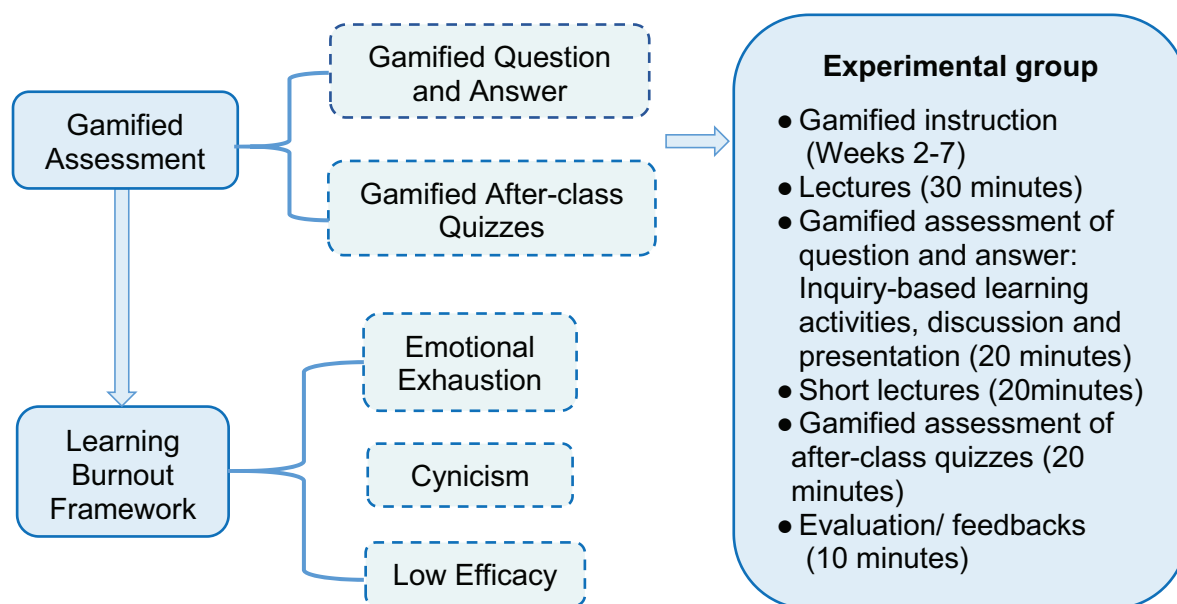 Gamified
Assessment
Gamified Question
and Answer
Gamified After-class
Quizzes
Learning
Burnout
Framework
Emotional
Exhaustion
Cynicism
Low Efficacy
Experimental group
● Gamified instruction
(Weeks 2-7)
● Lectures (30 minutes)
● Gamified assessment of
question and answer:
Inquiry-based learning
activities, discussion and
presentation (20 minutes)
● Short lectures (20minutes)
● Gamified assessment of
after-class quizzes (20
minutes)
● Evaluation/ feedbacks
(10 minutes)